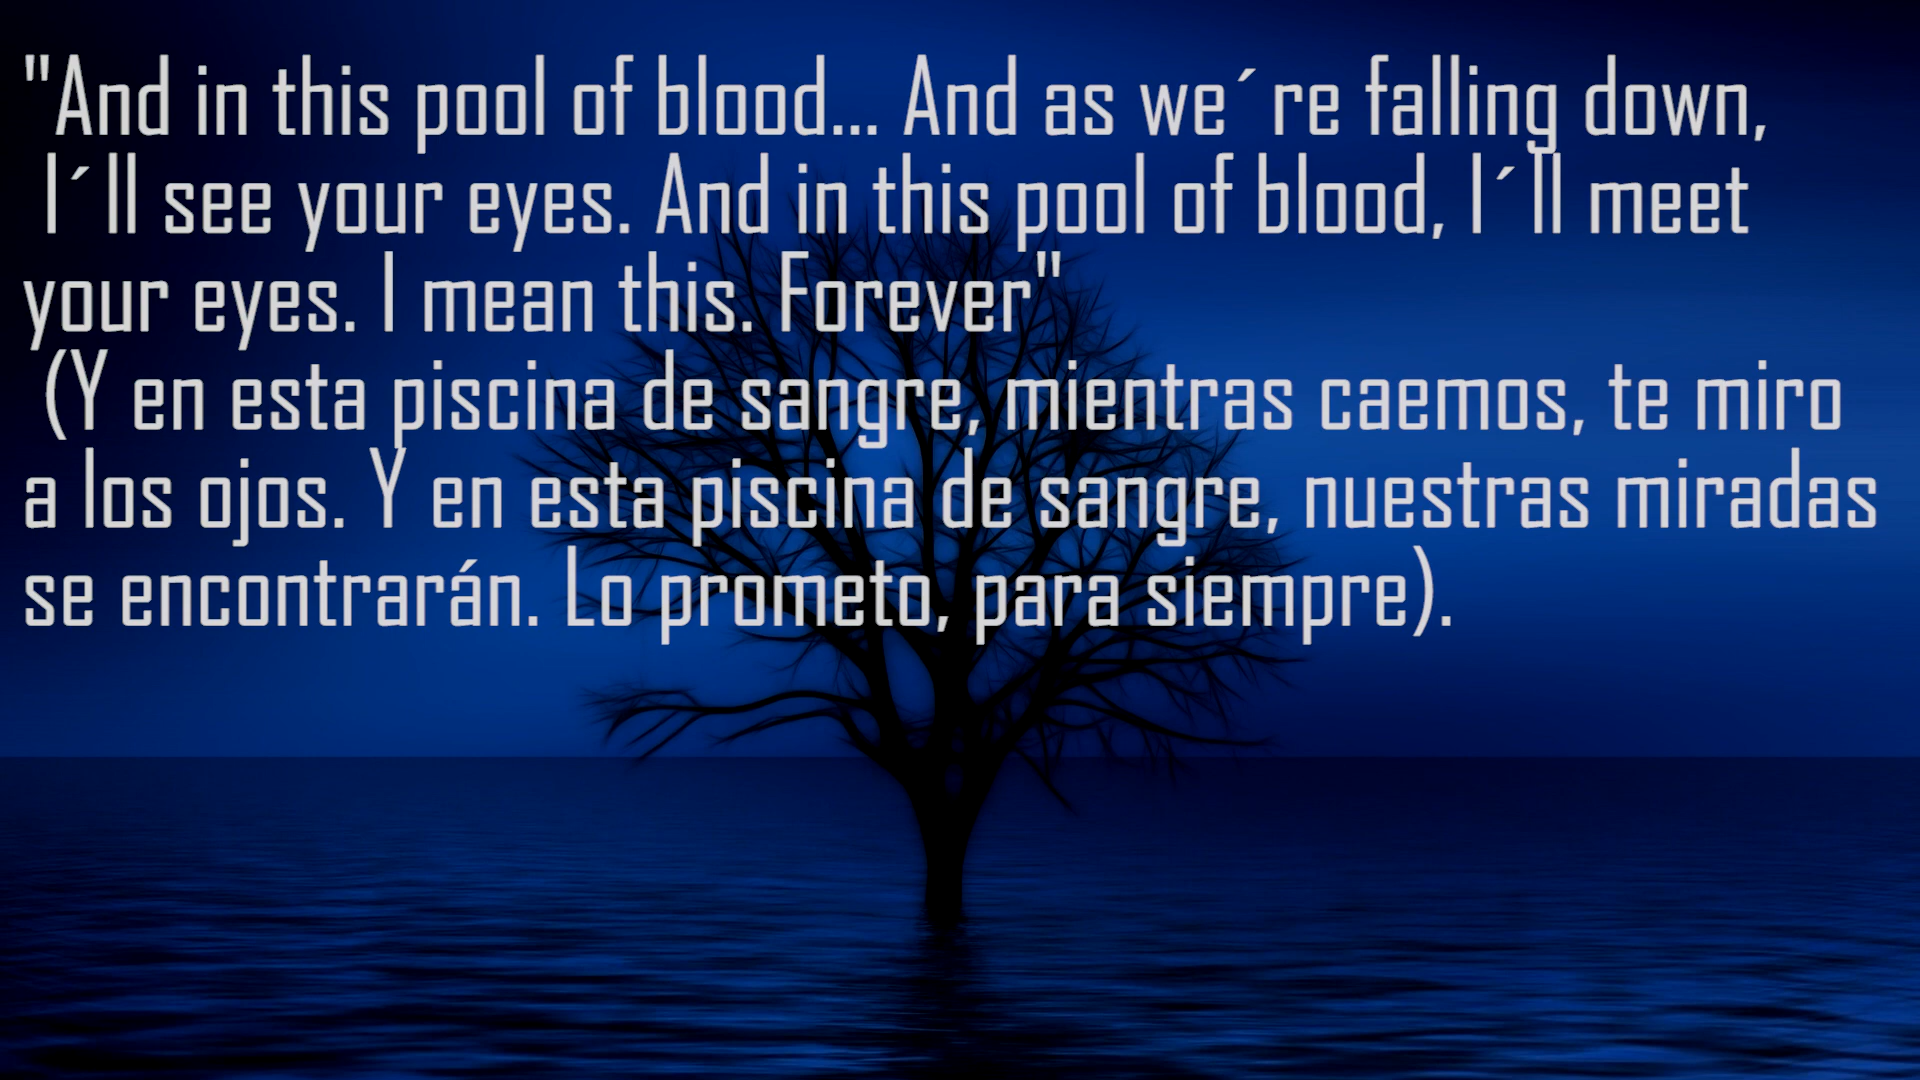 "And in this pool of blood... And as we´re falling down,
I´ll see your eyes. And in this pool of blood, I´ll meet
your eyes. I mean this. Forever"
(Y en esta piscina de sangre, mientras caemos, te miro
a los ojos. Y en esta piscina de sangre, nuestras miradas
se encontrarán. Lo prometo, para siempre).